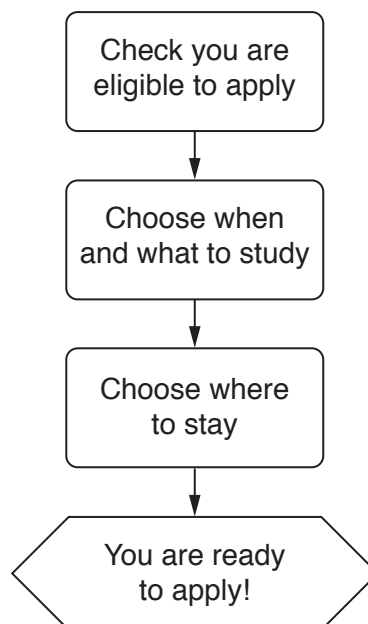 Check you are
eligible to apply
Choose when
and what to study
Choose where
to stay
You are ready
to apply!